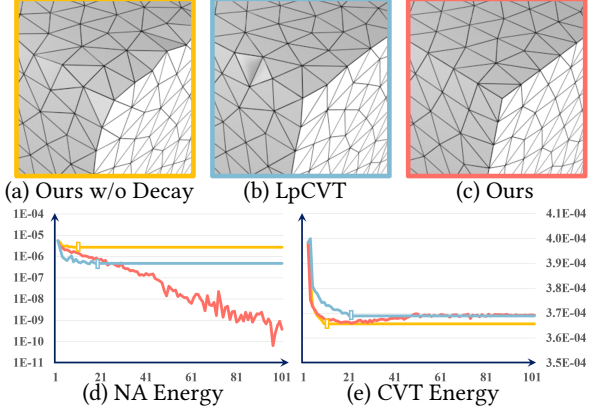 (a) Ours w/o Decay (b) LpCVT (c) Ours
1E-04
1E-05
1E-06
1E-07
1E-08
1E-09
1E-10
1E-11
1 21 41 61 81 101
(d) NA Energy
4.1E-04
4.0E-04
3.9E-04
3.8E-04
3.7E-04
3.6E-04
3.5E-04
1 21 41 61 81 101
(e) CVT Energy